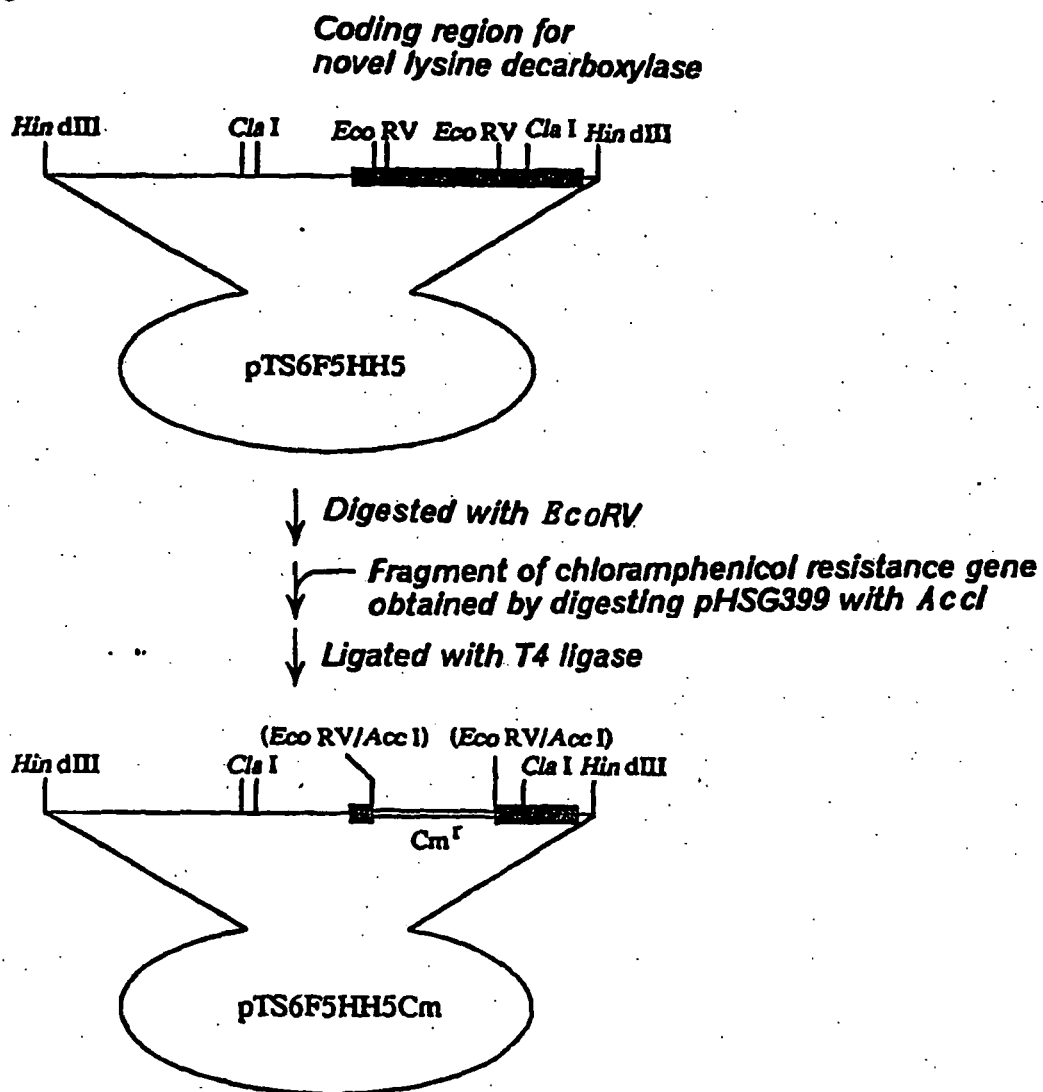 Coding region for
novel lysine decarboxylase
Hin dIII Cla I Eco RV Eco RV Cla I Hin dIII
pTS6F5HH5
Digested with EcoRV
Fragment of chloramphenicol resistance gene
obtained by digesting pHSG399 with AccI
Ligated with T4 ligase
(Eco RV/Acc I) (Eco RV/Acc I)
Hin dIII Cla I Cla I Hin dIII
Cm^r
pTS6F5HH5Cm